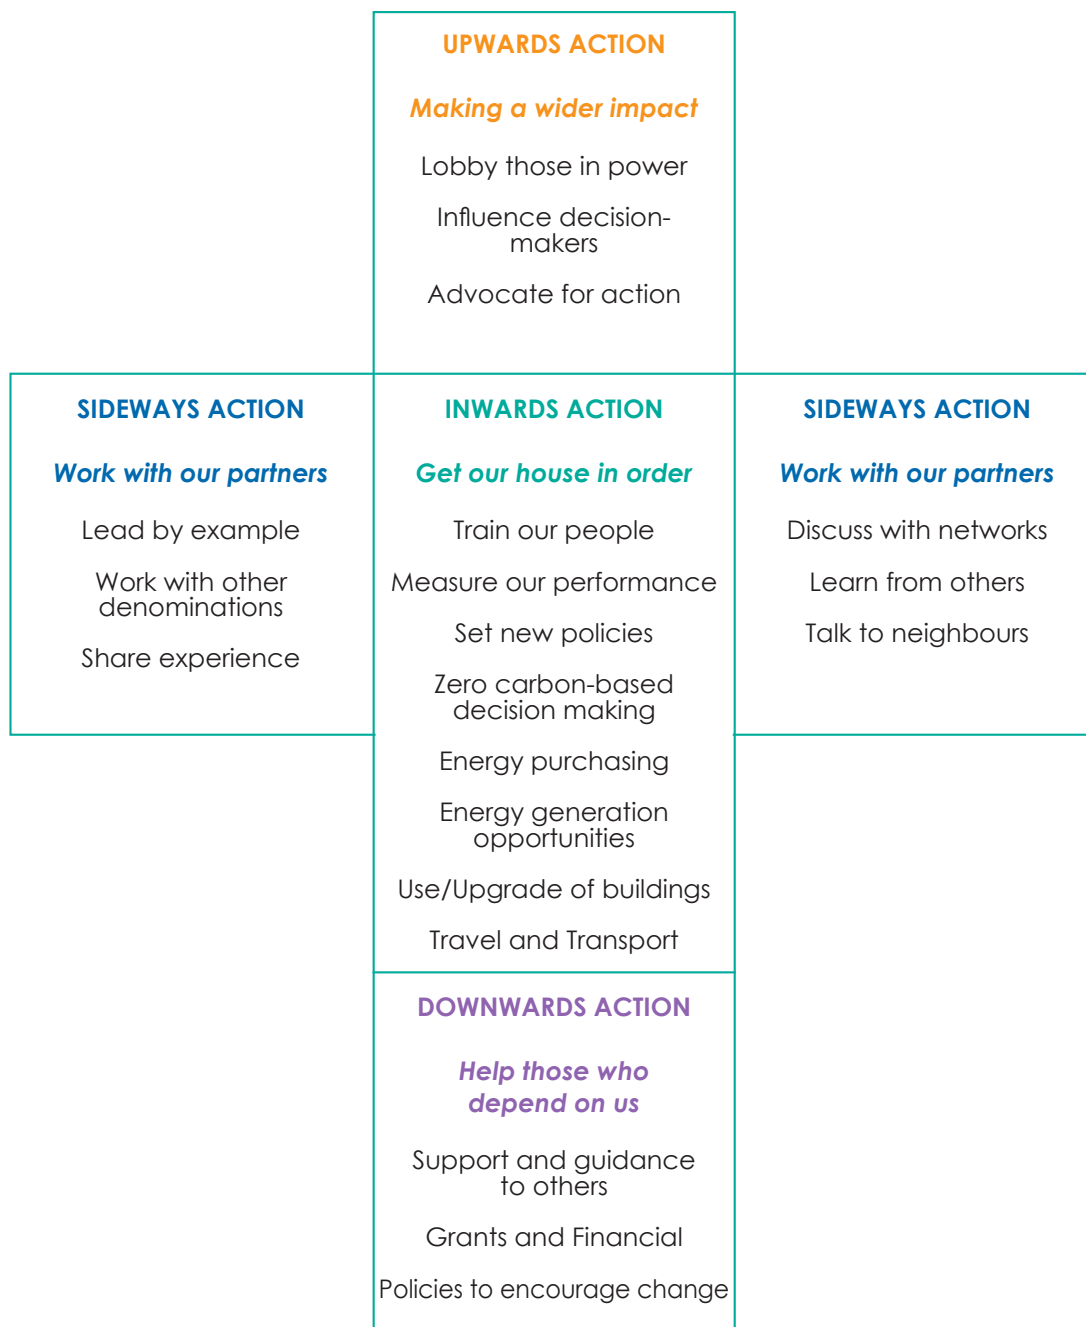 UPWARDS ACTION
Making a wider impact
Lobby those in power
Influence decision-
makers
Advocate for action
SIDEWAYS ACTION
Work with our partners
Lead by example
Work with other
denominations
Share experience
INWARDS ACTION
Get our house in order
Train our people
Measure our performance
Set new policies
Zero carbon-based
decision making
Energy purchasing
Energy generation
opportunities
Use/Upgrade of buildings
Travel and Transport
SIDEWAYS ACTION
Work with our partners
Discuss with networks
Learn from others
Talk to neighbours
DOWNWARDS ACTION
Help those who
depend on us
Support and guidance
to others
Grants and Financial
Policies to encourage change